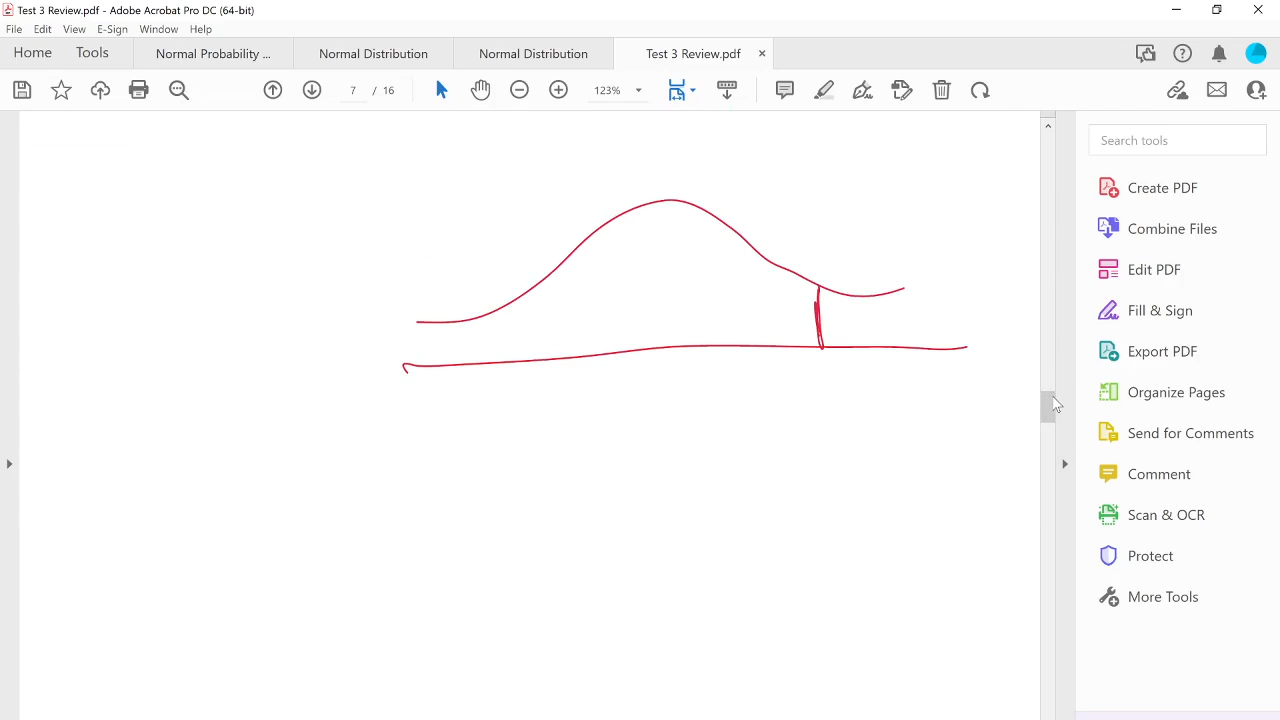 Test 3 Review.pdf - Adobe Acrobat Pro DC (64-bit)
File Edit View E-Sign Window Help
Home Tools Normal Probability ... Normal Distribution Normal Distribution Test 3 Review.pdf
7 / 16 123%
Search tools
Create PDF
Combine Files
Edit PDF
Fill & Sign
Export PDF
Organize Pages
Send for Comments
Comment
Scan & OCR
Protect
More Tools